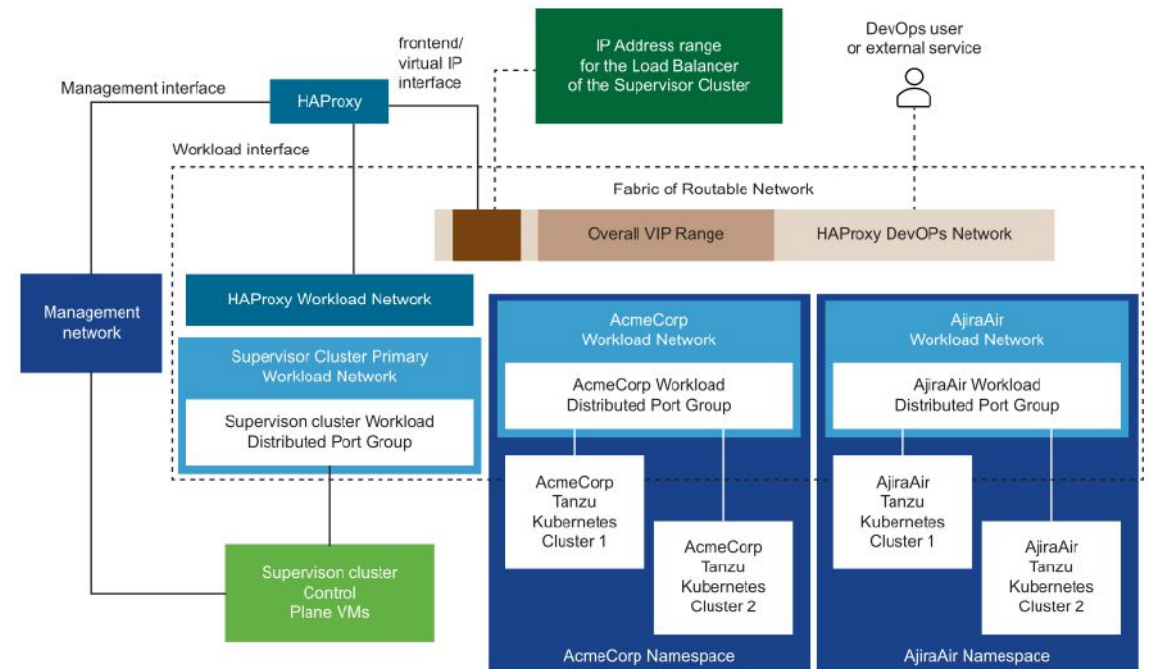 frontend/
virtual IP
interface
Management interface
HAProxy
IP Address range
for the Load Balancer
of the Supervisor Cluster
DevOps user
or external service
Workload interface
Fabric of Routable Network
Overall VIP Range
HAProxy DevOPs Network
Management
network
HAProxy Workload Network
Supervisor Cluster Primary
Workload Network
Supervison cluster Workload
Distributed Port Group
AcmeCorp
Workload Network
AcmeCorp Workload
Distributed Port Group
AjiraAir
Workload Network
AjiraAir Workload
Distributed Port Group
AcmeCorp
Tanzu
Kubernetes
Cluster 1
AcmeCorp
Tanzu
Kubernetes
Cluster 2
AjiraAir
Tanzu
Kubernetes
Cluster 1
AjiraAir
Tanzu
Kubernetes
Cluster 2
Supervison cluster
Control
Plane VMs
AcmeCorp Namespace
AjiraAir Namespace